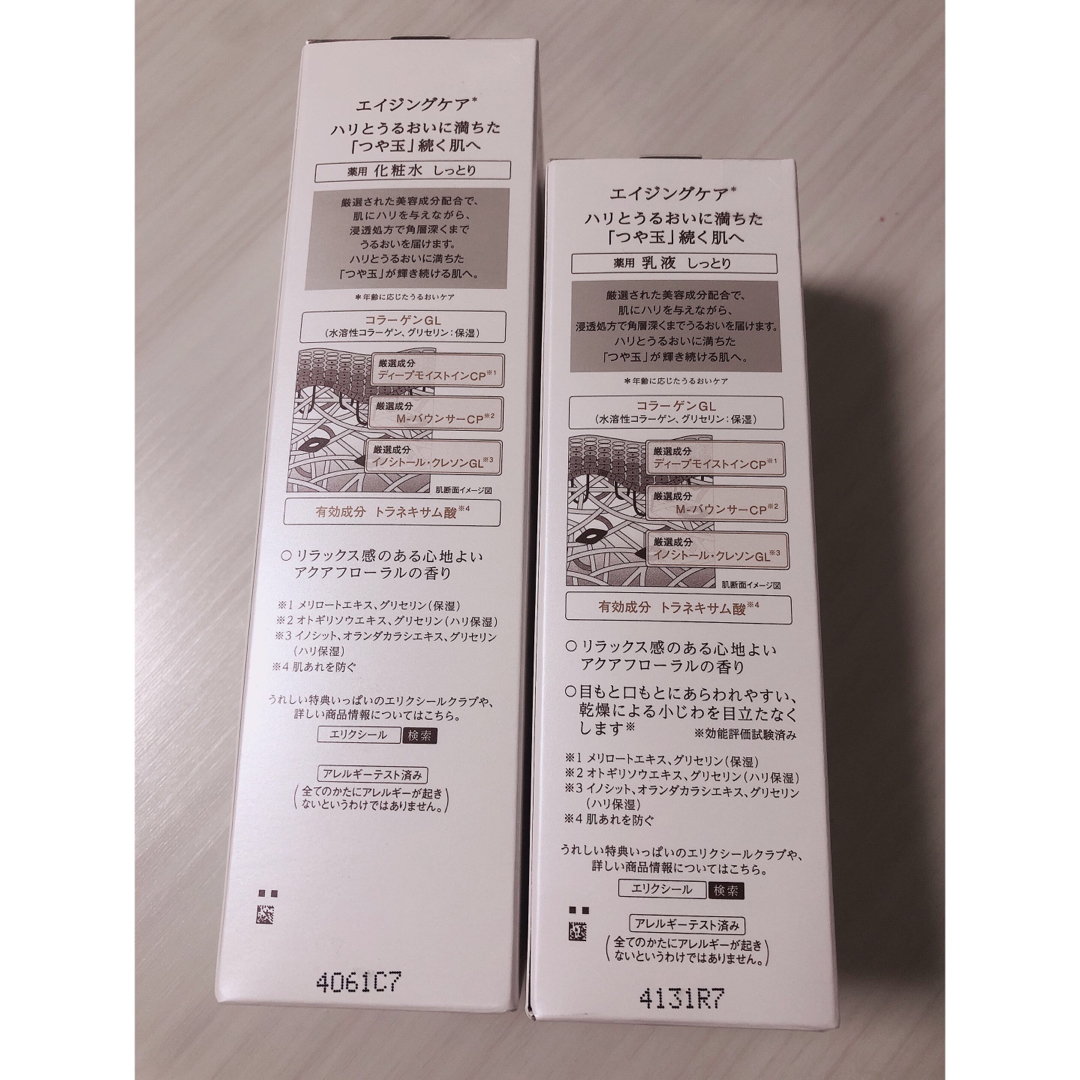 エイジングケア*
ハリとうるおいに満ちた
「つや玉」続く肌へ
薬用 化粧水 しっとり
厳選された美容成分配合で、
肌にハリを与えながら、
浸透処方で角層深くまで
うるおいを届けます。
ハリとうるおいに満ちた
「つや玉」が輝き続ける肌へ。
*年齢に応じたうるおいケア
コラーゲンGL
(水溶性コラーゲン、グリセリン:保湿)
厳選成分
ディープモイストインCP※1
厳選成分
M-バウンサーCP※2
厳選成分
イノシトール・クレソンGL※3
肌断面イメージ図
有効成分 トラネキサム酸※4
○リラックス感のある心地よい
アクアフローラルの香り
※1 メリロートエキス、グリセリン(保湿)
※2 オトギリソウエキス、グリセリン(ハリ保湿)
※3 イノシット、オランダカラシエキス、グリセリン
(ハリ保湿)
※4 肌あれを防ぐ
うれしい特典いっぱいのエリクシールクラブや、
詳しい商品情報についてはこちら。
エリクシール 検索
アレルギーテスト済み
(全てのかたにアレルギーが起き
ないというわけではありません。)
4061C7
エイジングケア*
ハリとうるおいに満ちた
「つや玉」続く肌へ
薬用 乳液 しっとり
厳選された美容成分配合で、
肌にハリを与えながら、
浸透処方で角層深くまでうるおいを届けます。
ハリとうるおいに満ちた
「つや玉」が輝き続ける肌へ。
*年齢に応じたうるおいケア
コラーゲンGL
(水溶性コラーゲン、グリセリン:保湿)
厳選成分
ディープモイストインCP※1
厳選成分
M-バウンサーCP※2
厳選成分
イノシトール・クレソンGL※3
肌断面イメージ図
有効成分 トラネキサム酸※4
○リラックス感のある心地よい
アクアフローラルの香り
○目もと口もとにあらわれやすい、
乾燥による小じわを目立たなく
します※ ※効能評価試験済み
※1 メリロートエキス、グリセリン(保湿)
※2 オトギリソウエキス、グリセリン(ハリ保湿)
※3 イノシット、オランダカラシエキス、グリセリン
(ハリ保湿)
※4 肌あれを防ぐ
うれしい特典いっぱいのエリクシールクラブや、
詳しい商品情報についてはこちら。
エリクシール 検索
アレルギーテスト済み
(全てのかたにアレルギーが起き
ないというわけではありません。)
4131R7